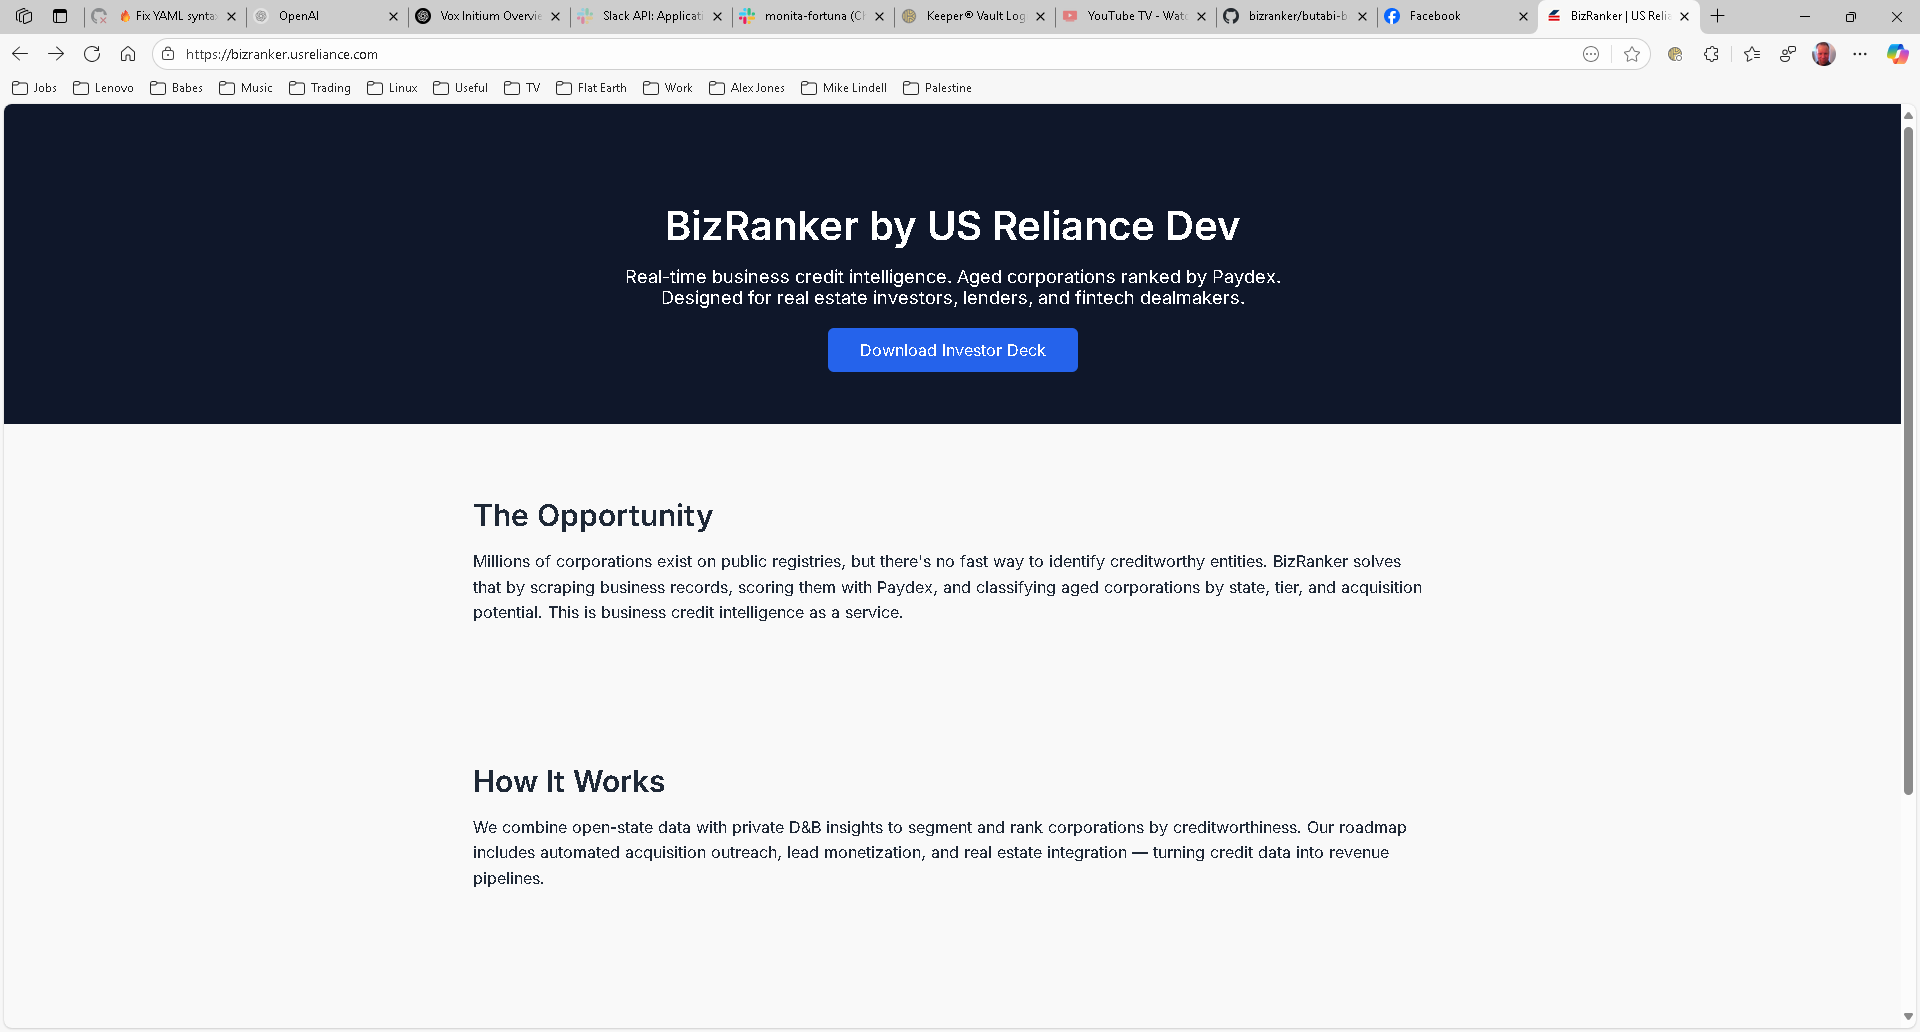 Fix YAML synta
OpenAI
Vox Initium Overvie
Slack API: Applicati
monita-fortuna (Cl
Keeper® Vault Log
YouTube TV - Watc
bizranker/butabi-b
Facebook
BizRanker | US Relia
https://bizranker.usreliance.com
Jobs Lenovo Babes Music Trading Linux Useful TV Flat Earth Work Alex Jones Mike Lindell Palestine
BizRanker by US Reliance Dev
Real-time business credit intelligence. Aged corporations ranked by Paydex.
Designed for real estate investors, lenders, and fintech dealmakers.
Download Investor Deck
The Opportunity
Millions of corporations exist on public registries, but there's no fast way to identify creditworthy entities. BizRanker solves
that by scraping business records, scoring them with Paydex, and classifying aged corporations by state, tier, and acquisition
potential. This is business credit intelligence as a service.
How It Works
We combine open-state data with private D&B insights to segment and rank corporations by creditworthiness. Our roadmap
includes automated acquisition outreach, lead monetization, and real estate integration — turning credit data into revenue
pipelines.